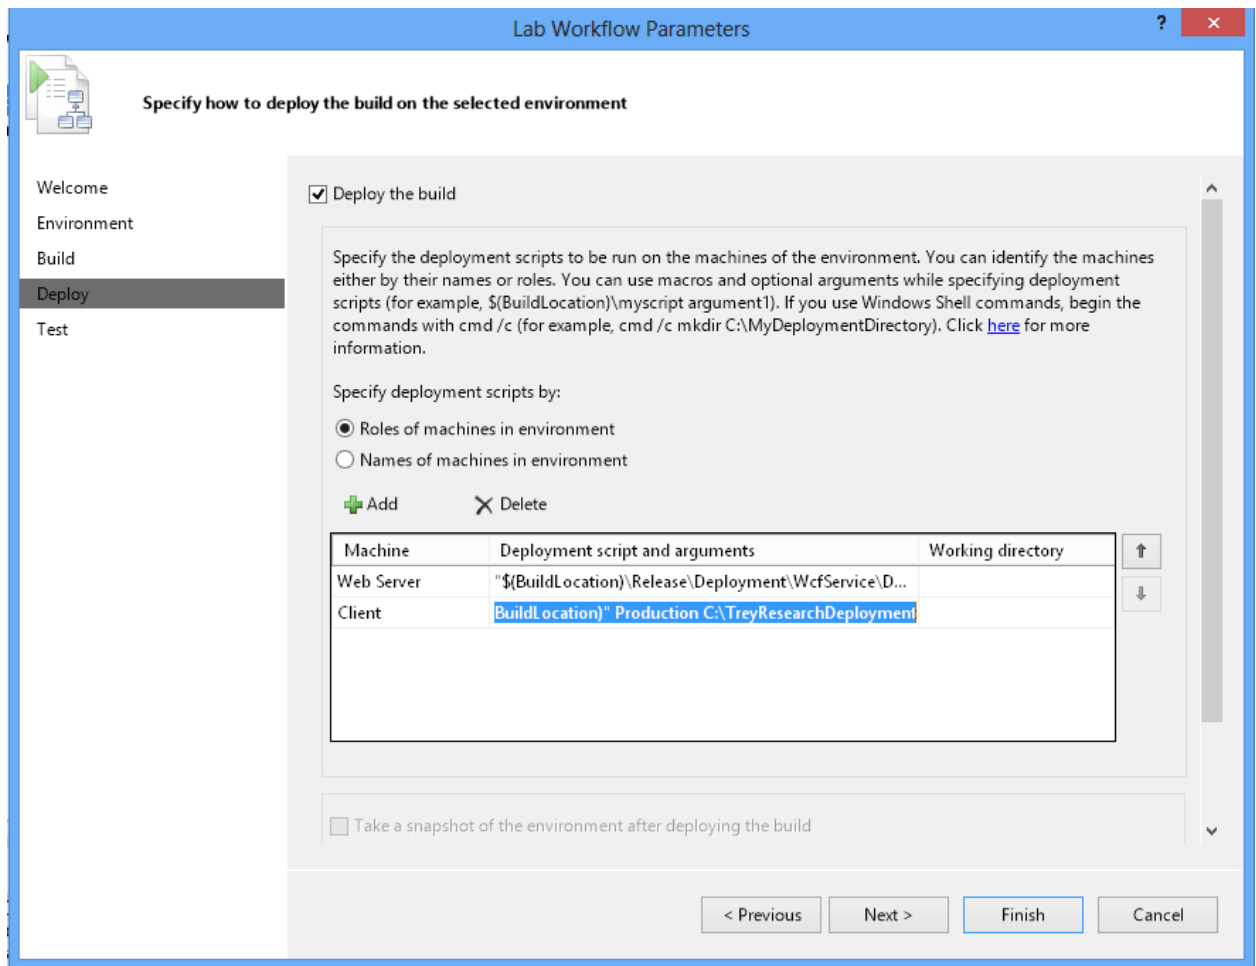 Lab Workflow Parameters
?
Specify how to deploy the build on the selected environment
Welcome
Environment
Build
Deploy
Test
Deploy the build
Specify the deployment scripts to be run on the machines of the environment. You can identify the machines
either by their names or roles. You can use macros and optional arguments while specifying deployment
scripts (for example, $(BuildLocation)\myscript argument1). If you use Windows Shell commands, begin the
commands with cmd /c (for example, cmd /c mkdir C:\MyDeploymentDirectory). Click here for more
information.
Specify deployment scripts by:
Roles of machines in environment
Names of machines in environment
Add Delete
Machine Deployment script and arguments Working directory
Web Server "$(BuildLocation)\Release\Deployment\WcfService\D...
Client BuildLocation)" Production C:\TreyResearchDeployment
Take a snapshot of the environment after deploying the build
< Previous Next > Finish Cancel